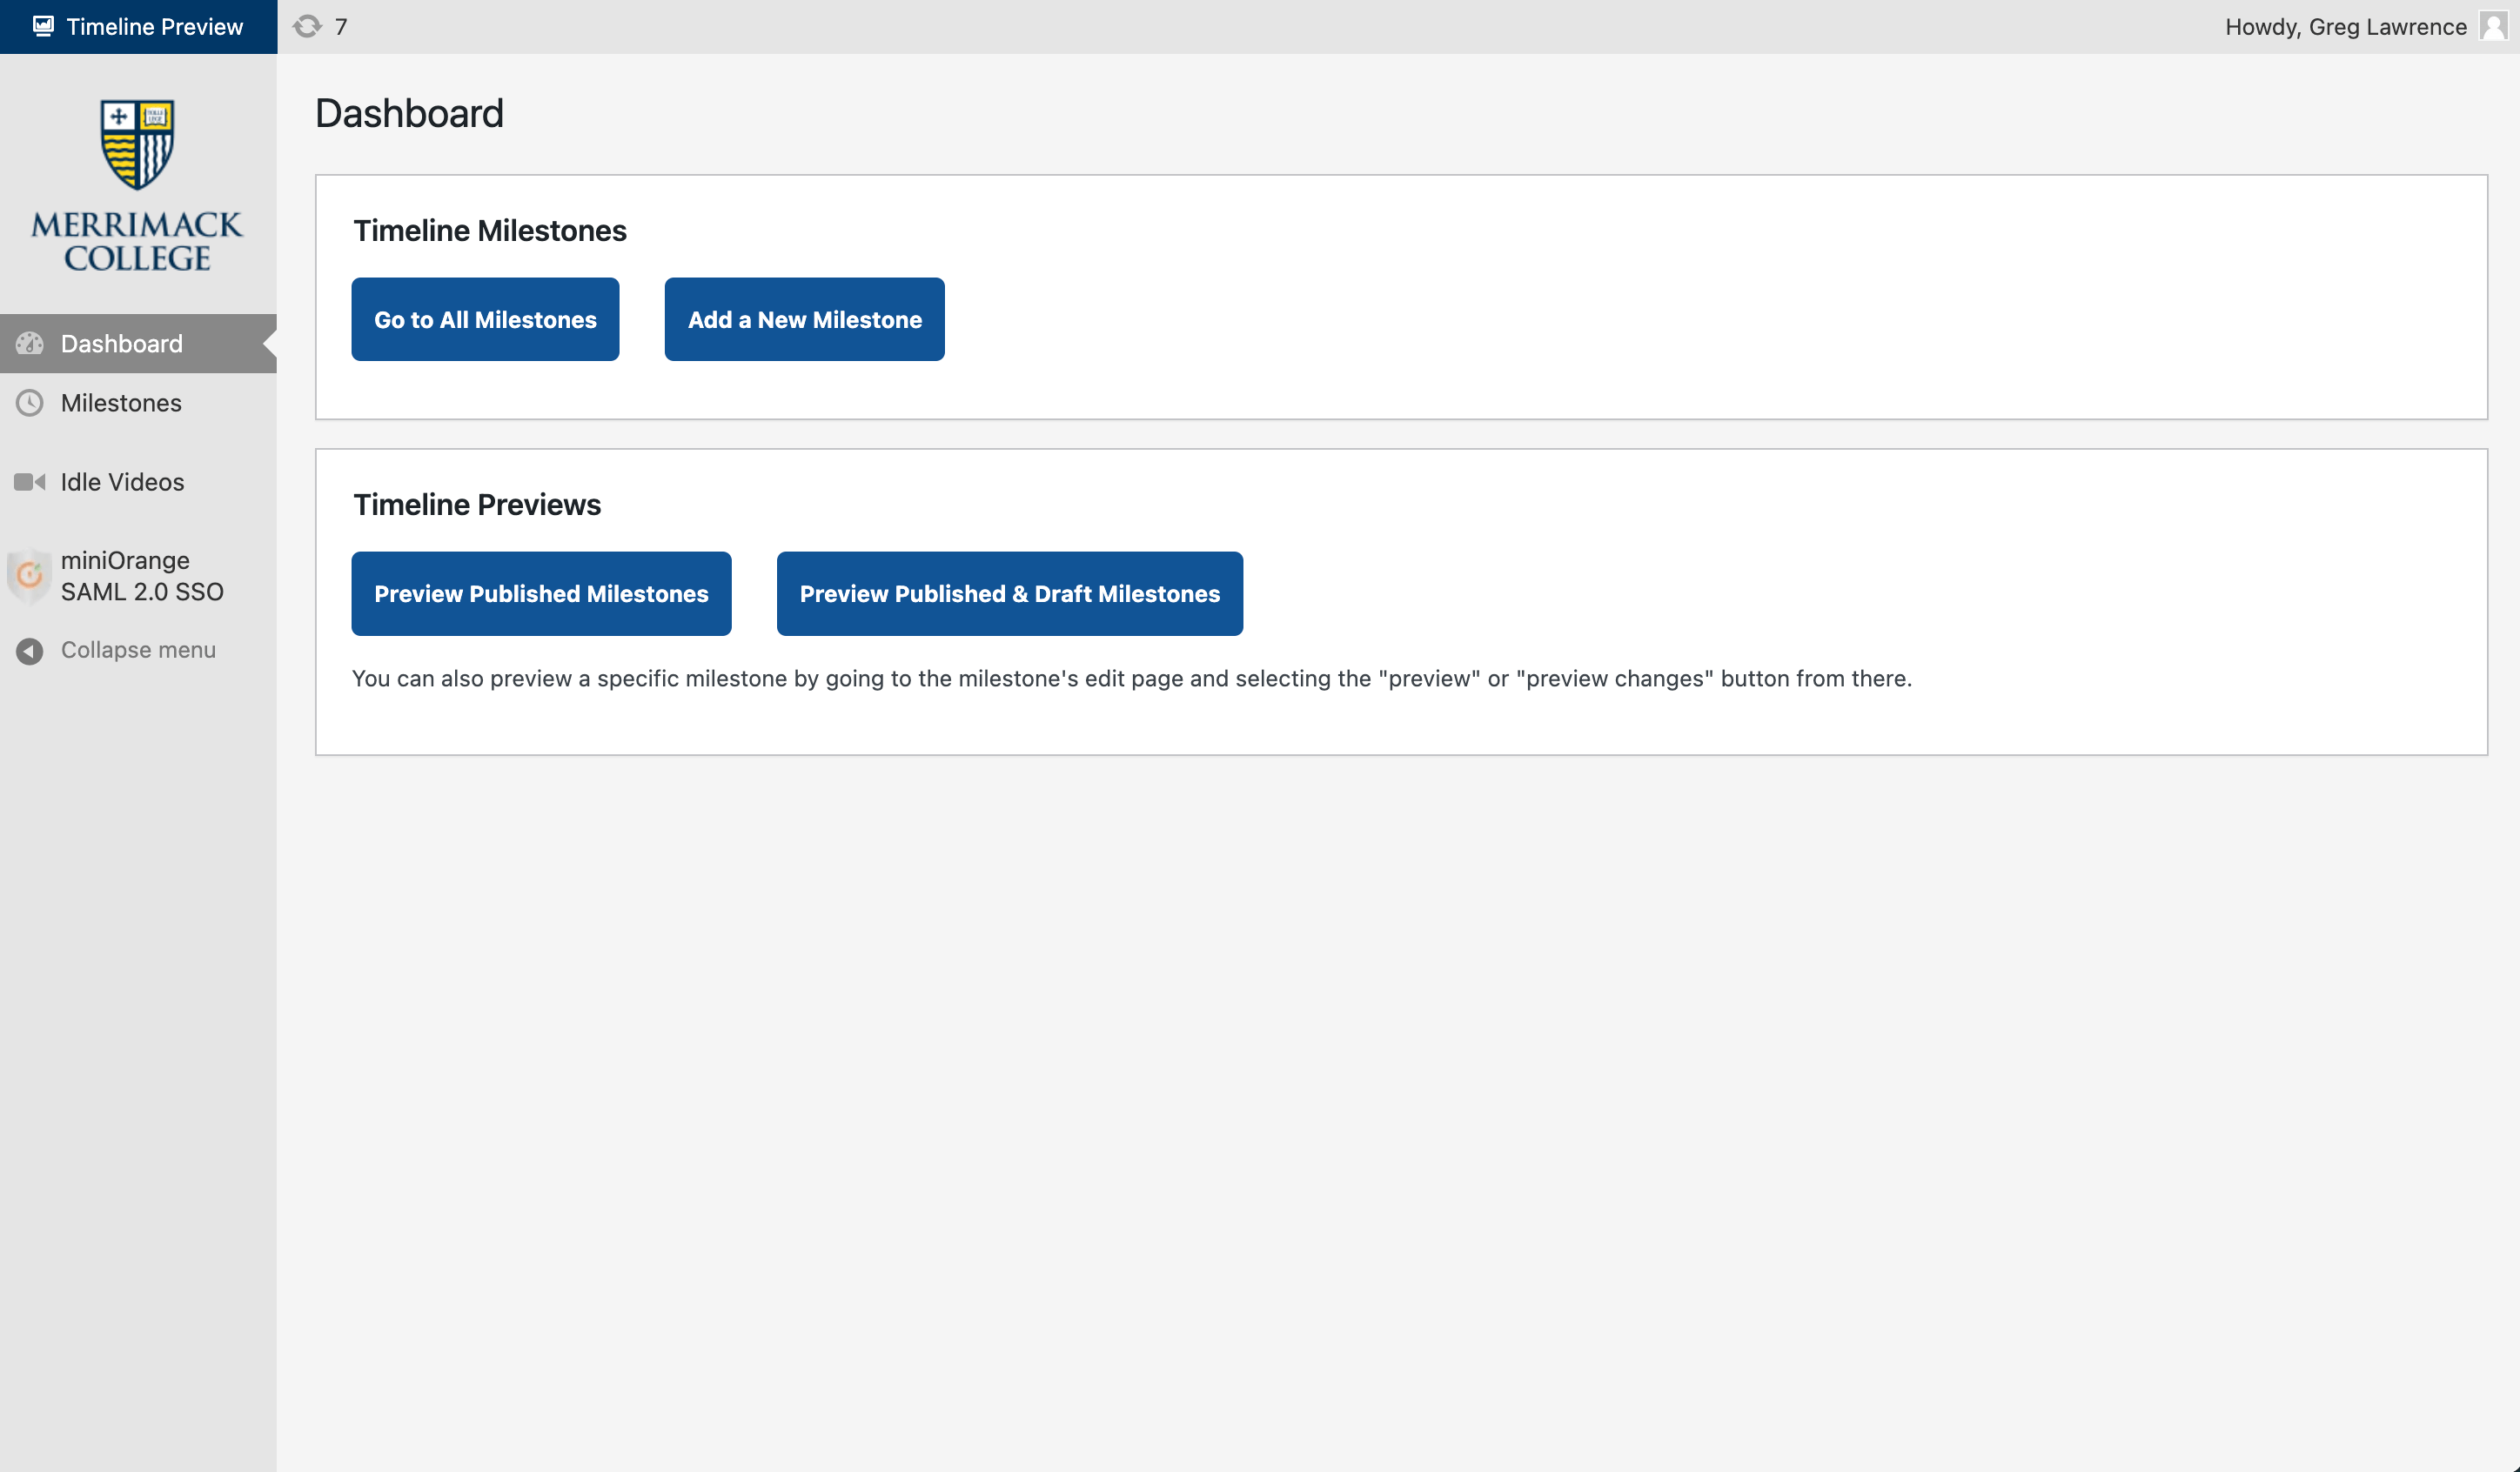 Timeline Preview
7
Howdy, Greg Lawrence
MERRIMACK
COLLEGE
Dashboard
Milestones
Idle Videos
miniOrange
SAML 2.0 SSO
Collapse menu
Dashboard
Timeline Milestones
Go to All Milestones
Add a New Milestone
Timeline Previews
Preview Published Milestones
Preview Published & Draft Milestones
You can also preview a specific milestone by going to the milestone's edit page and selecting the "preview" or "preview changes" button from there.